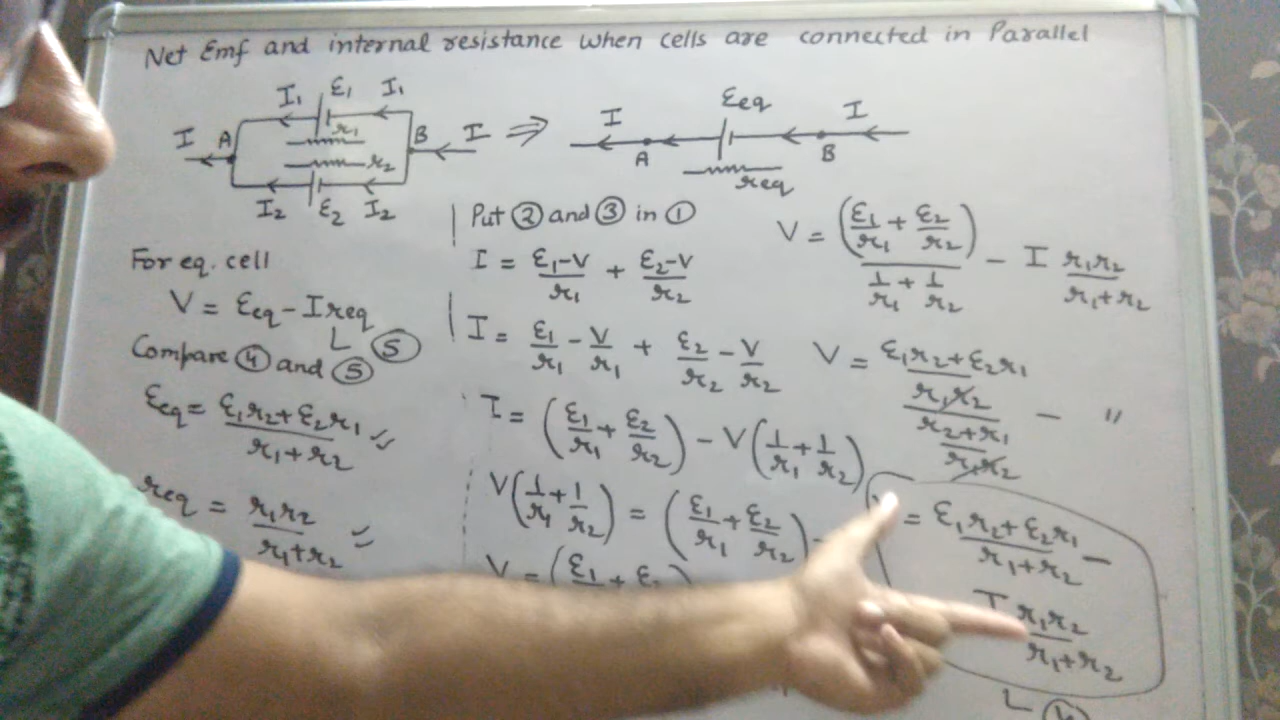 Net Emf and internal resistance when cells are connected in Parallel
I₁ ε₁ I₁
I A r₁ B I ⇒
r₂
I₂ ε₂ I₂
εeq
I I
A B
req
For eq. cell
V = εeq - Ireq
⑤
Compare ④ and ⑤
εeq = (ε₁r₂+ε₂r₁)/(r₁+r₂)
req = r₁r₂/(r₁+r₂)
Put ② and ③ in ①
I = (ε₁-V)/r₁ + (ε₂-V)/r₂
I = ε₁/r₁ - V/r₁ + ε₂/r₂ - V/r₂
I = (ε₁/r₁ + ε₂/r₂) - V(1/r₁ + 1/r₂)
V(1/r₁ + 1/r₂) = (ε₁/r₁ + ε₂/r₂) -
V = (ε₁ + ε₂)
V = (ε₁/r₁ + ε₂/r₂)/(1/r₁ + 1/r₂) - I r₁r₂/(r₁+r₂)
V = ((ε₁r₂+ε₂r₁)/(r₁r₂))/((r₂+r₁)/(r₁r₂)) - "
= (ε₁r₂+ε₂r₁)/(r₁+r₂) -
I r₁r₂/(r₁+r₂)
④